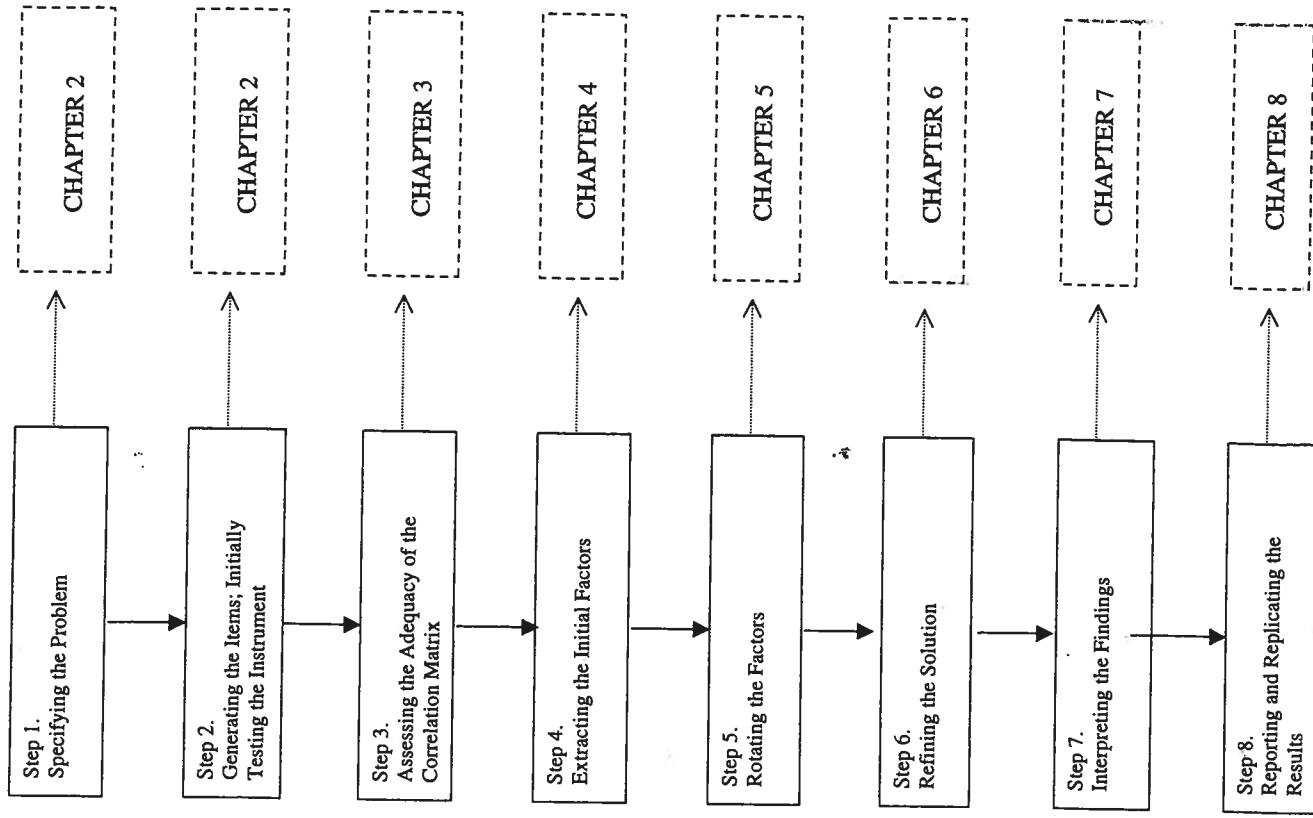 Step 1.
Specifying the Problem
CHAPTER 2
Step 2.
Generating the Items; Initially
Testing the Instrument
CHAPTER 2
Step 3.
Assessing the Adequacy of the
Correlation Matrix
CHAPTER 3
Step 4.
Extracting the Initial Factors
CHAPTER 4
Step 5.
Rotating the Factors
CHAPTER 5
Step 6.
Refining the Solution
CHAPTER 6
Step 7.
Interpreting the Findings
CHAPTER 7
Step 8.
Reporting and Replicating the
Results
CHAPTER 8